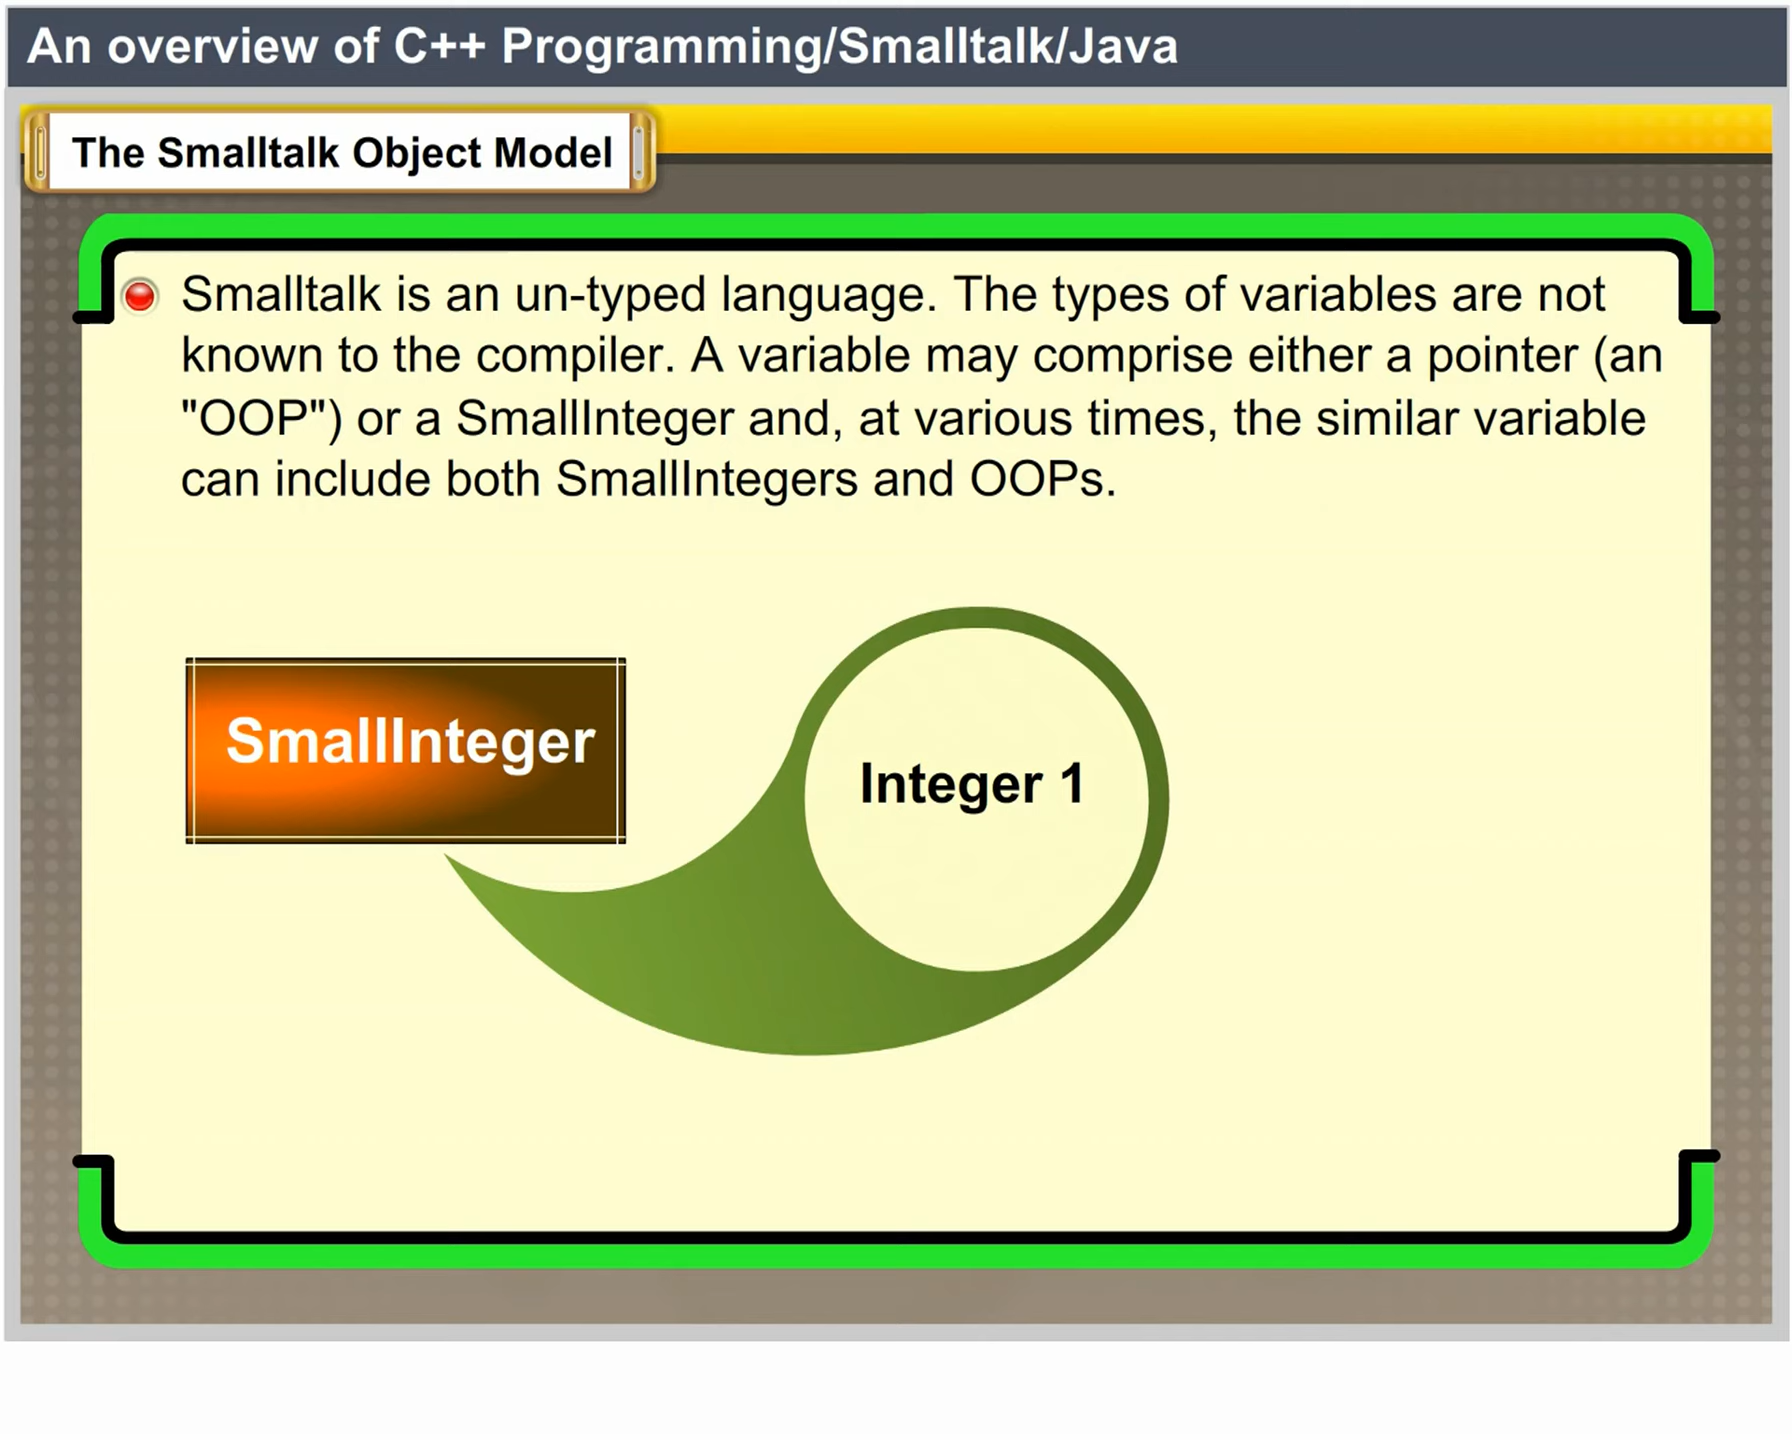 An overview of C++ Programming/Smalltalk/Java
The Smalltalk Object Model
Smalltalk is an un-typed language. The types of variables are not
known to the compiler. A variable may comprise either a pointer (an
"OOP") or a SmallInteger and, at various times, the similar variable
can include both SmallIntegers and OOPs.
SmallInteger
Integer 1